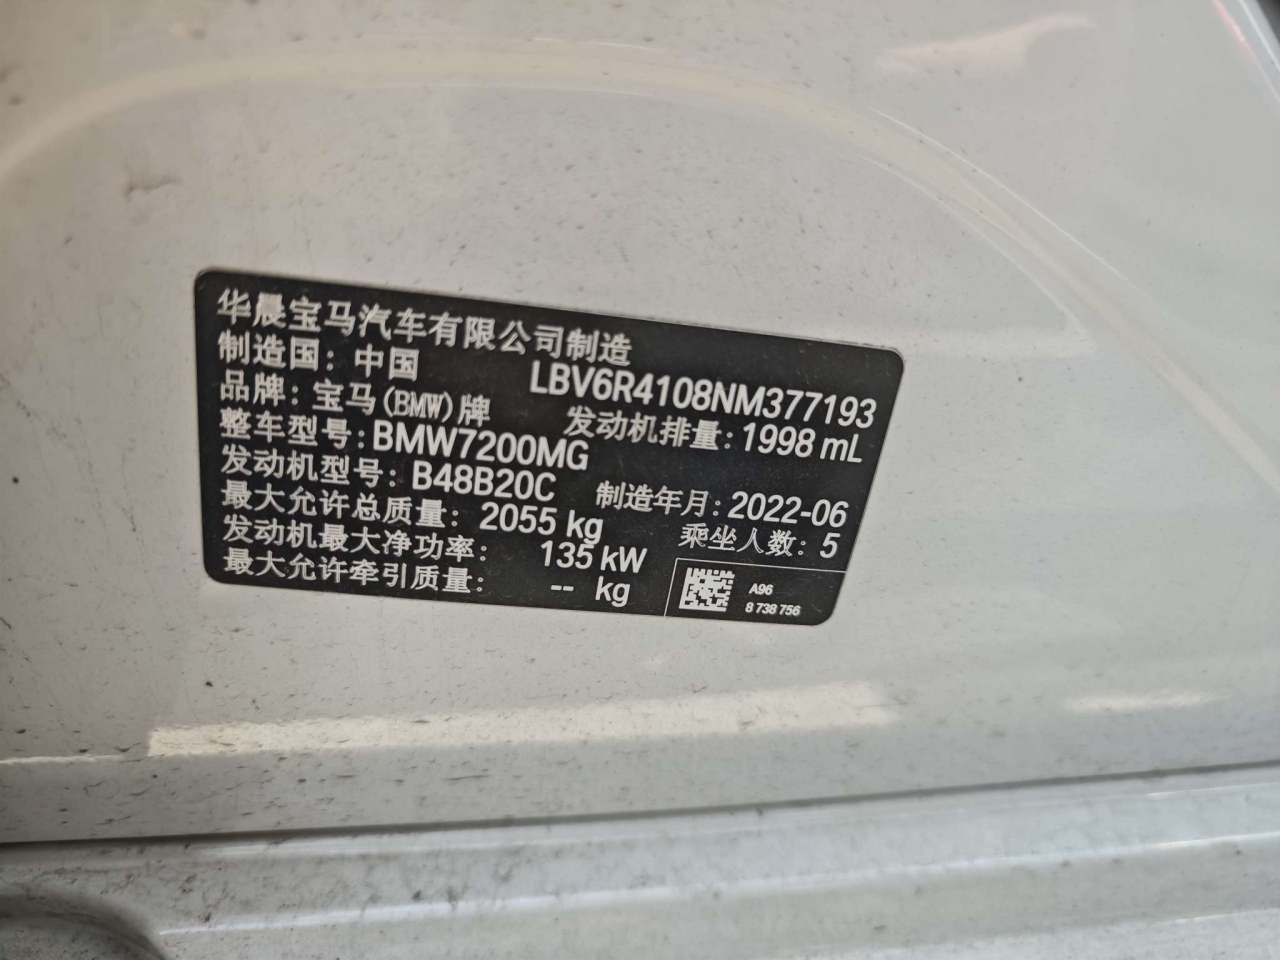 华晨宝马汽车有限公司制造
制造国：中国
LBV6R4108NM377193
品牌：宝马(BMW)牌
发动机排量：1998 mL
整车型号：BMW7200MG
发动机型号：B48B20C
制造年月：2022-06
最大允许总质量：2055 kg
乘坐人数：5
发动机最大净功率：135 kW
最大允许牵引质量：-- kg
A96
8 738 756